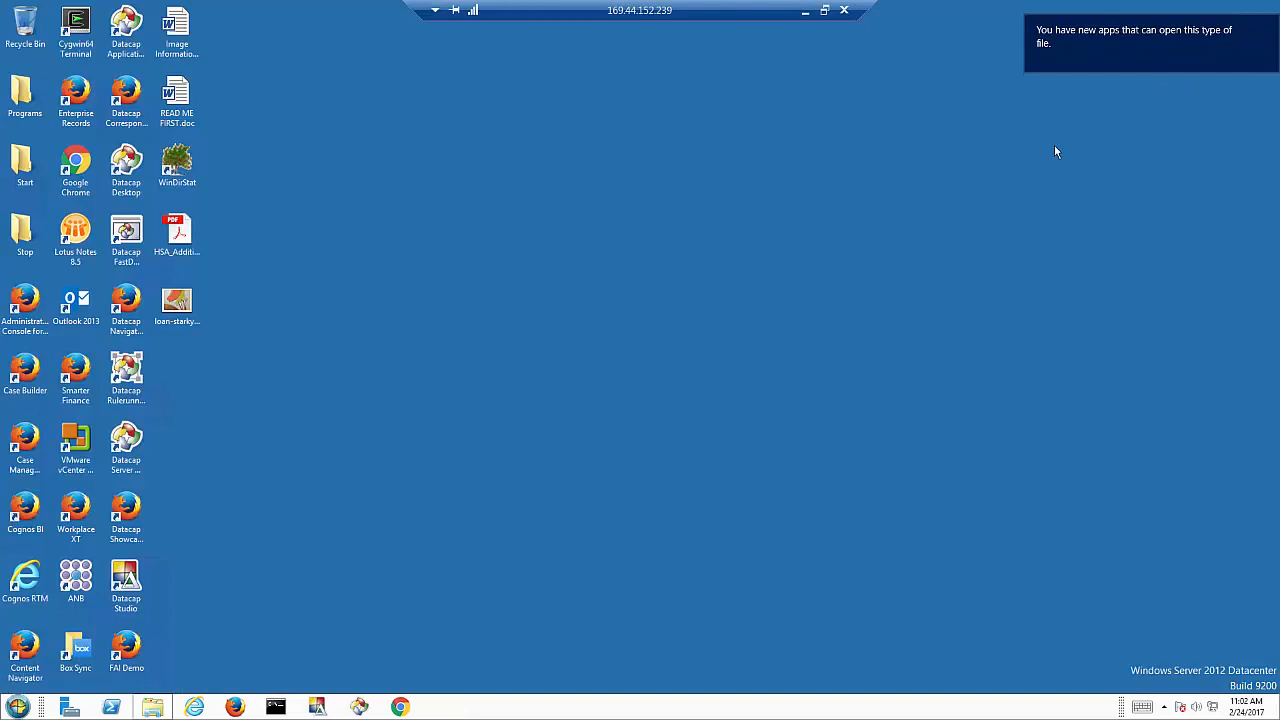 169.44.152.239
You have new apps that can open this type of
file.
Recycle Bin
Cygwin64
Terminal
Datacap
Applicati...
Image
Informatio...
Programs
Enterprise
Records
Datacap
Correspon...
READ ME
FIRST.doc
Start
Google
Chrome
Datacap
Desktop
WinDirStat
Stop
Lotus Notes
8.5
Datacap
FastD...
PDF
HSA_Additi...
Administrat...
Console for...
Outlook 2013
Datacap
Navigat...
loan-starky...
Case Builder
Smarter
Finance
Datacap
Rulerunn...
Case
Manag...
VMware
vCenter ...
Datacap
Server ...
Cognos BI
Workplace
XT
Datacap
Showca...
Cognos RTM
ANB
Datacap
Studio
Content
Navigator
box
Box Sync
FAI Demo
Windows Server 2012 Datacenter
Build 9200
11:02 AM
2/24/2017